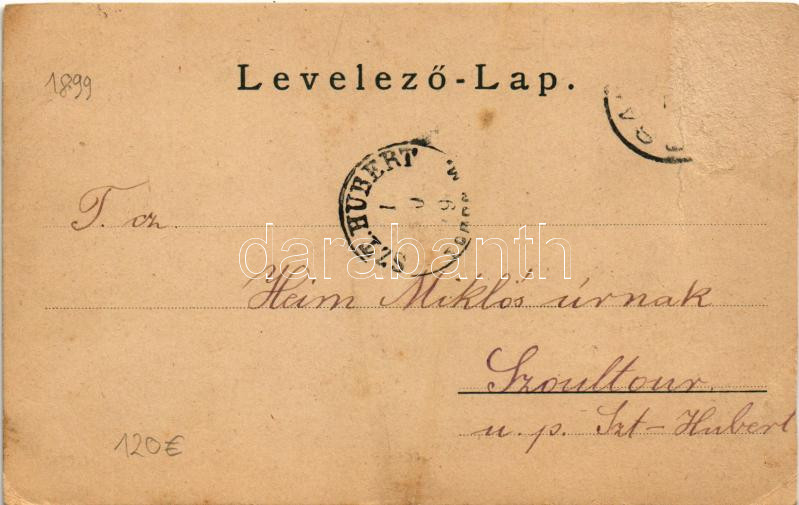 1899
Levelező-Lap.
SZT. HUBERT
T. cz.
darabanth
Heim Miklós úrnak
Szoultour
u. p. Szt-Hubert
120€